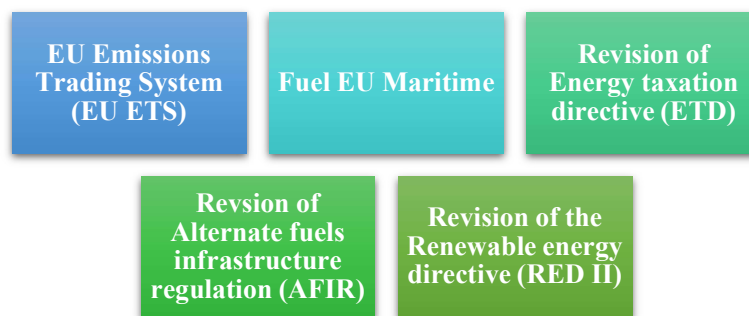 EU Emissions
Trading System
(EU ETS)
Fuel EU Maritime
Revision of
Energy taxation
directive (ETD)
Revsion of
Alternate fuels
infrastructure
regulation (AFIR)
Revision of the
Renewable energy
directive (RED II)